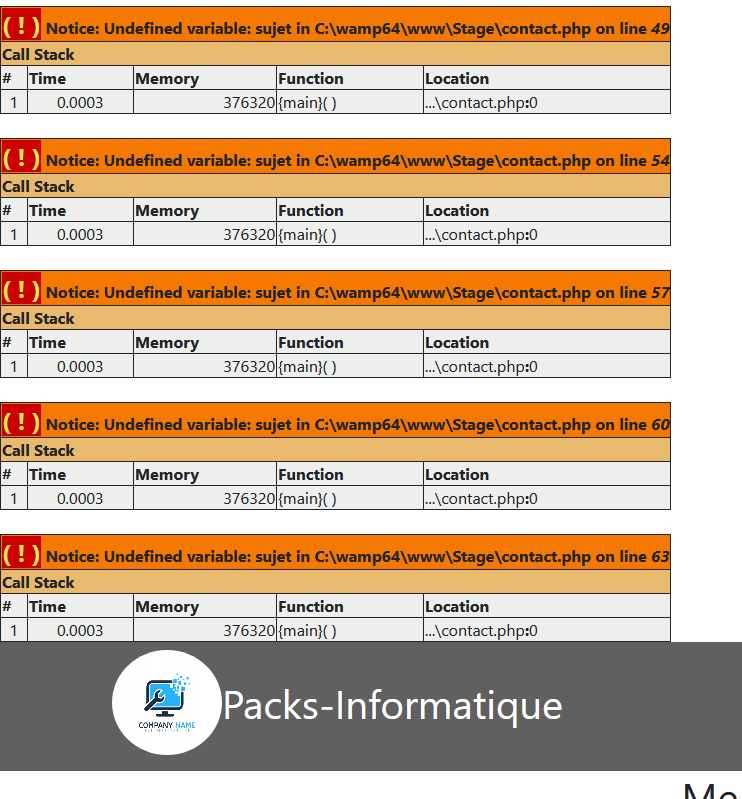 ( ! ) Notice: Undefined variable: sujet in C:\wamp64\www\Stage\contact.php on line 49
Call Stack
# Time Memory Function Location
1 0.0003 376320 {main}( ) ...\contact.php:0
( ! ) Notice: Undefined variable: sujet in C:\wamp64\www\Stage\contact.php on line 54
Call Stack
# Time Memory Function Location
1 0.0003 376320 {main}( ) ...\contact.php:0
( ! ) Notice: Undefined variable: sujet in C:\wamp64\www\Stage\contact.php on line 57
Call Stack
# Time Memory Function Location
1 0.0003 376320 {main}( ) ...\contact.php:0
( ! ) Notice: Undefined variable: sujet in C:\wamp64\www\Stage\contact.php on line 60
Call Stack
# Time Memory Function Location
1 0.0003 376320 {main}( ) ...\contact.php:0
( ! ) Notice: Undefined variable: sujet in C:\wamp64\www\Stage\contact.php on line 63
Call Stack
# Time Memory Function Location
1 0.0003 376320 {main}( ) ...\contact.php:0
COMPANY NAME
Packs-Informatique
Me